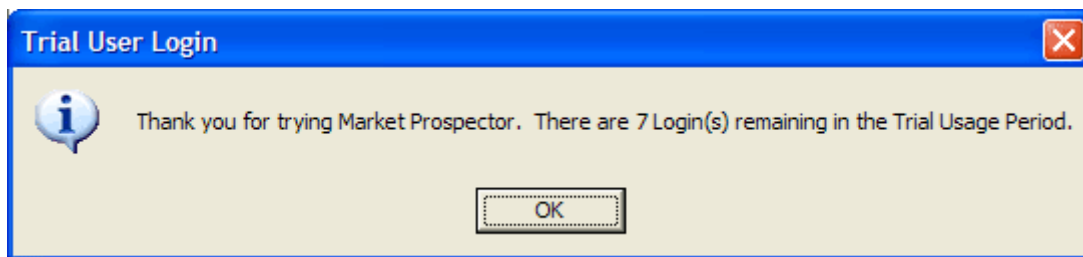 Trial User Login
Thank you for trying Market Prospector.  There are 7 Login(s) remaining in the Trial Usage Period.
OK